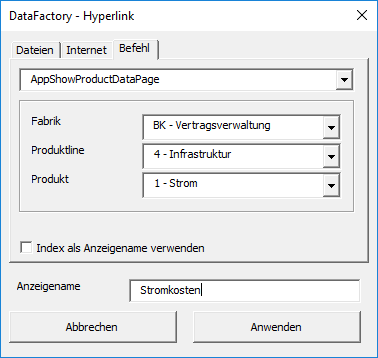 DataFactory - Hyperlink
Dateien Internet Befehl
AppShowProductDataPage
Fabrik BK - Vertragsverwaltung
Produktline 4 - Infrastruktur
Produkt 1 - Strom
Index als Anzeigename verwenden
Anzeigename Stromkosten
Abbrechen Anwenden